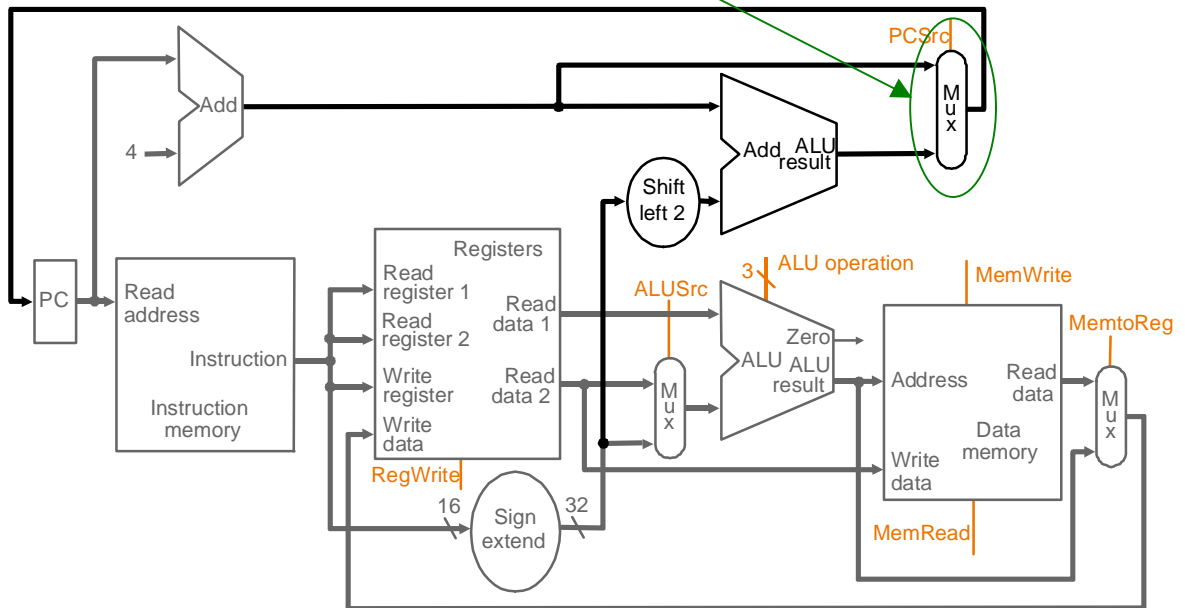 PCSrc
Add
4
M
u
x
Add
ALU
result
Shift
left 2
PC
Read
address
Instruction
Instruction
memory
Registers
Read
register 1
Read
register 2
Write
register
Write
data
Read
data 1
Read
data 2
RegWrite
16
Sign
extend
32
ALUSrc
M
u
x
3
ALU operation
Zero
ALU
ALU
result
MemWrite
Address
Read
data
Data
memory
Write
data
MemRead
MemtoReg
M
u
x